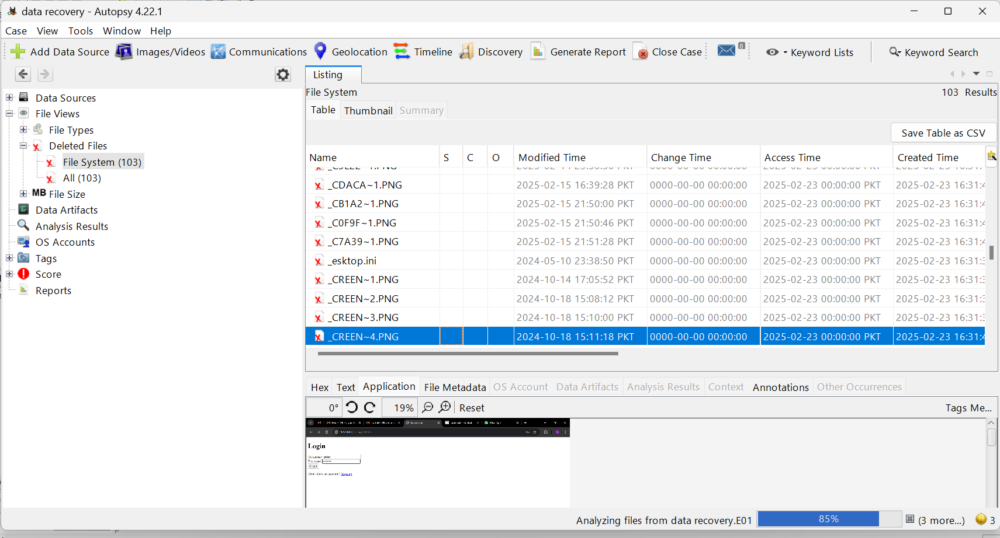 data recovery - Autopsy 4.22.1
Case View Tools Window Help
Add Data Source Images/Videos Communications Geolocation Timeline Discovery Generate Report Close Case 8 Keyword Lists Keyword Search
Listing
File System 103 Results
Table Thumbnail Summary
Save Table as CSV
Data Sources
File Views
File Types
Deleted Files
File System (103)
All (103)
MB File Size
Data Artifacts
Analysis Results
OS Accounts
Tags
Score
Reports
Name S C O Modified Time Change Time Access Time Created Time
_CDACA~1.PNG 2025-02-15 16:39:28 PKT 0000-00-00 00:00:00 2025-02-23 00:00:00 PKT 2025-02-23 16:31:4
_CB1A2~1.PNG 2025-02-15 21:50:00 PKT 0000-00-00 00:00:00 2025-02-23 00:00:00 PKT 2025-02-23 16:31:4
_C0F9F~1.PNG 2025-02-15 21:50:46 PKT 0000-00-00 00:00:00 2025-02-23 00:00:00 PKT 2025-02-23 16:31:4
_C7A39~1.PNG 2025-02-15 21:51:28 PKT 0000-00-00 00:00:00 2025-02-23 00:00:00 PKT 2025-02-23 16:31:4
_esktop.ini 2024-05-10 23:38:50 PKT 0000-00-00 00:00:00 2025-02-23 00:00:00 PKT 2025-02-23 16:31:3
_CREEN~1.PNG 2024-10-14 17:05:52 PKT 0000-00-00 00:00:00 2025-02-23 00:00:00 PKT 2025-02-23 16:31:3
_CREEN~2.PNG 2024-10-18 15:08:12 PKT 0000-00-00 00:00:00 2025-02-23 00:00:00 PKT 2025-02-23 16:31:3
_CREEN~3.PNG 2024-10-18 15:10:00 PKT 0000-00-00 00:00:00 2025-02-23 00:00:00 PKT 2025-02-23 16:31:3
_CREEN~4.PNG 2024-10-18 15:11:18 PKT 0000-00-00 00:00:00 2025-02-23 00:00:00 PKT 2025-02-23 16:31:4
Hex Text Application File Metadata OS Account Data Artifacts Analysis Results Context Annotations Other Occurrences
0° 19% Reset Tags Me...
Login
Don't have an account? Sign up
Analyzing files from data recovery.E01 85% (3 more...) 3